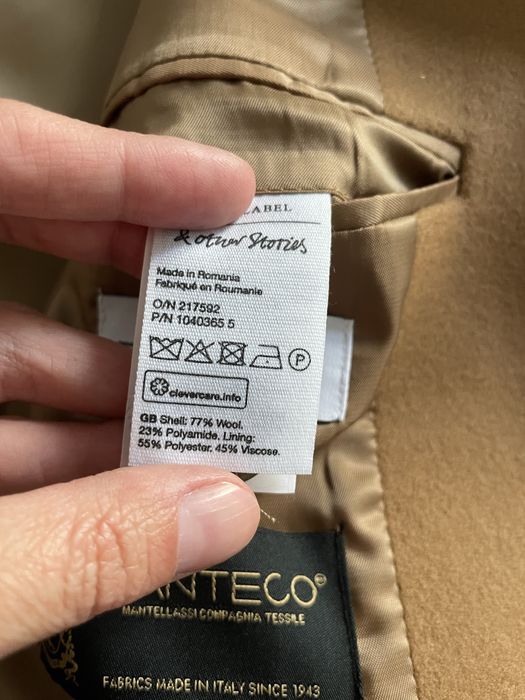 LABEL
& other Stories
Made in Romania
Fabriqué en Roumanie
O/N 217592
P/N 1040365 5
P
clevercare.info
GB Shell: 77% Wool.
23% Polyamide. Lining:
55% Polyester, 45% Viscose.
ANTECO®
MANTELLASSI COMPAGNIA TESSILE
FABRICS MADE IN ITALY SINCE 1943